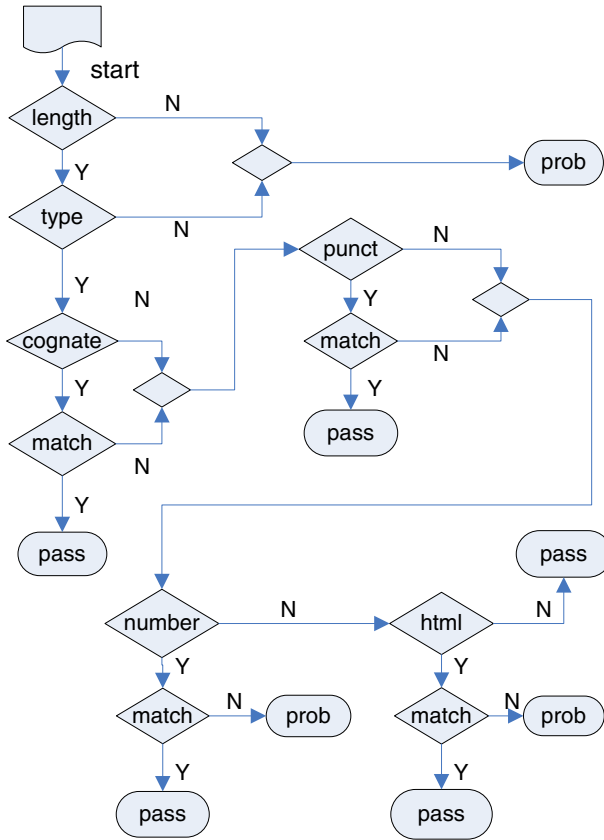 start
N
length
prob
Y
type
N
punct
N
Y
Y
N
cognate
match
N
Y
Y
match
N
pass
Y
pass
pass
number
N
html
N
Y
Y
match
N
prob
match
N
prob
Y
Y
pass
pass